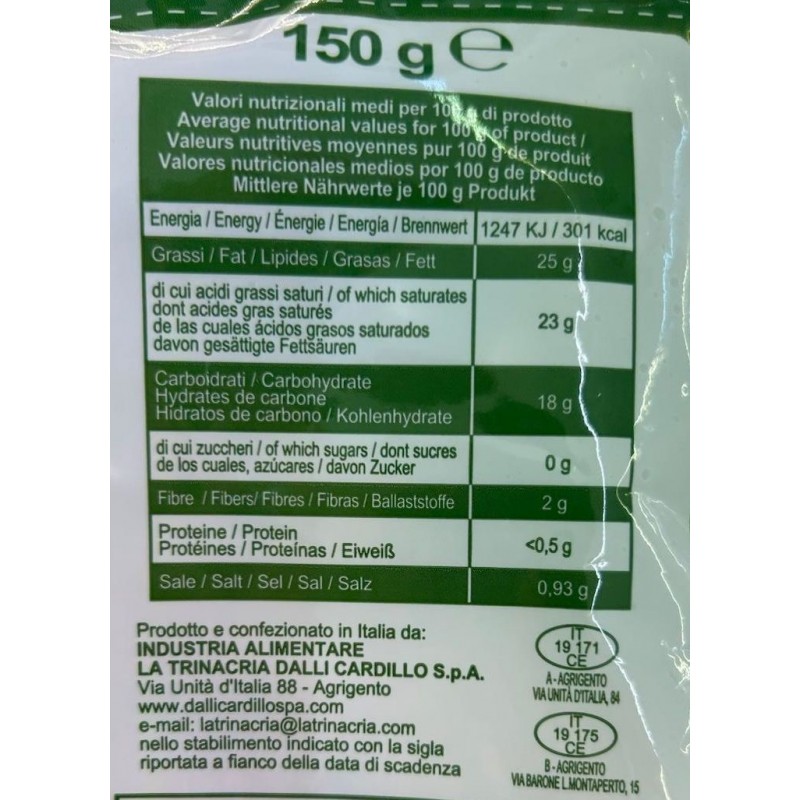 150 g ℮
Valori nutrizionali medi per 10 di prodotto
Average nutritional values for 100 of product /
Valeurs nutritives moyennes pur 100 g de produit
Valores nutricionales medios por 100 g de producto
Mittlere Nährwerte je 100 g Produkt
Energia / Energy / Énergie / Energía / Brennwert 1247 KJ / 301 kcal
Grassi / Fat / Lipides / Grasas / Fett 25 g
di cui acidi grassi saturi / of which saturates
dont acides gras saturés
de las cuales ácidos grasos saturados
davon gesättigte Fettsäuren
23 g
Carboidrati / Carbohydrate
Hydrates de carbone
Hidratos de carbono / Kohlenhydrate
18 g
di cui zuccheri / of which sugars / dont sucres
de los cuales, azúcares / davon Zucker
0 g
Fibre / Fibers/ Fibres / Fibras / Ballaststoffe 2 g
Proteine / Protein
Protéines / Proteínas / Eiweiß
<0,5 g
Sale / Salt / Sel / Sal / Salz 0,93 g
Prodotto e confezionato in Italia da:
INDUSTRIA ALIMENTARE
LA TRINACRIA DALLI CARDILLO S.p.A.
Via Unità d'Italia 88 - Agrigento
www.dallicardillospa.com
e-mail: latrinacria@latrinacria.com
nello stabilimento indicato con la sigla
riportata a fianco della data di scadenza
IT
19 171
CE
A - AGRIGENTO
VIA UNITÀ D'ITALIA, 84
IT
19 175
CE
B - AGRIGENTO
VIA BARONE L.MONTAPERTO, 15